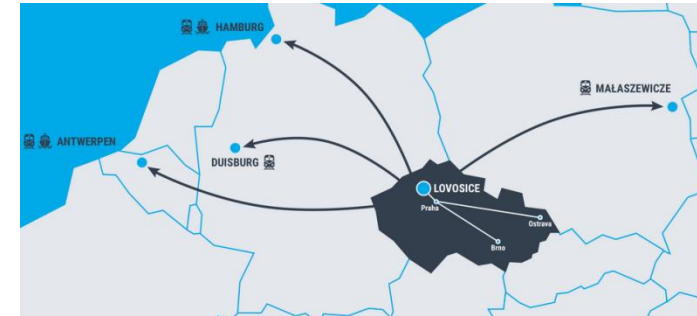 HAMBURG
MAŁASZEWICZE
ANTWERPEN
DUISBURG
LOVOSICE
Praha
Ostrava
Brno